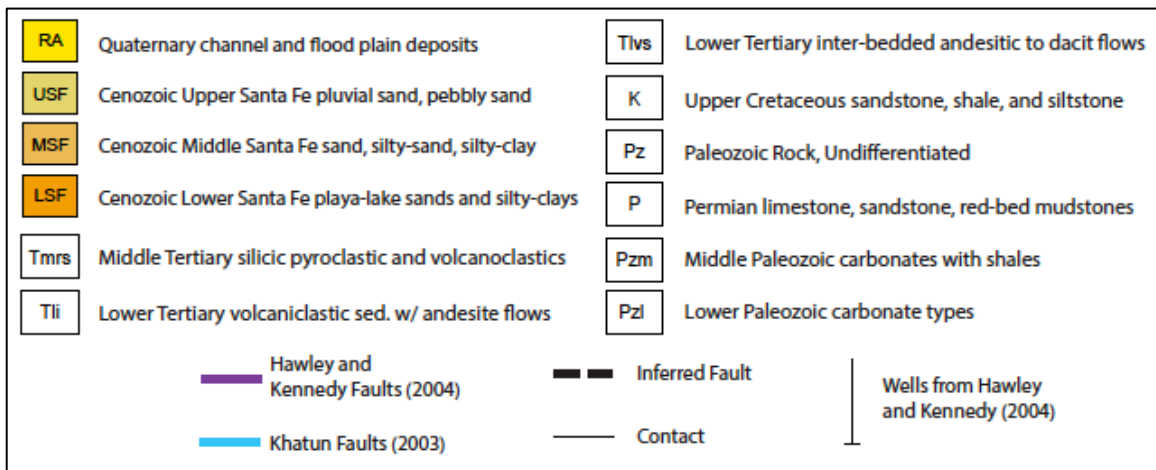 RA Quaternary channel and flood plain deposits
USF Cenozoic Upper Santa Fe pluvial sand, pebbly sand
MSF Cenozoic Middle Santa Fe sand, silty-sand, silty-clay
LSF Cenozoic Lower Santa Fe playa-lake sands and silty-clays
Tmrs Middle Tertiary silicic pyroclastic and volcanoclastics
Tli Lower Tertiary volcaniclastic sed. w/ andesite flows
Tlvs Lower Tertiary inter-bedded andesitic to dacit flows
K Upper Cretaceous sandstone, shale, and siltstone
Pz Paleozoic Rock, Undifferentiated
P Permian limestone, sandstone, red-bed mudstones
Pzm Middle Paleozoic carbonates with shales
Pzl Lower Paleozoic carbonate types
Hawley and
Kennedy Faults (2004)
Khatun Faults (2003)
Inferred Fault
Contact
Wells from Hawley
and Kennedy (2004)